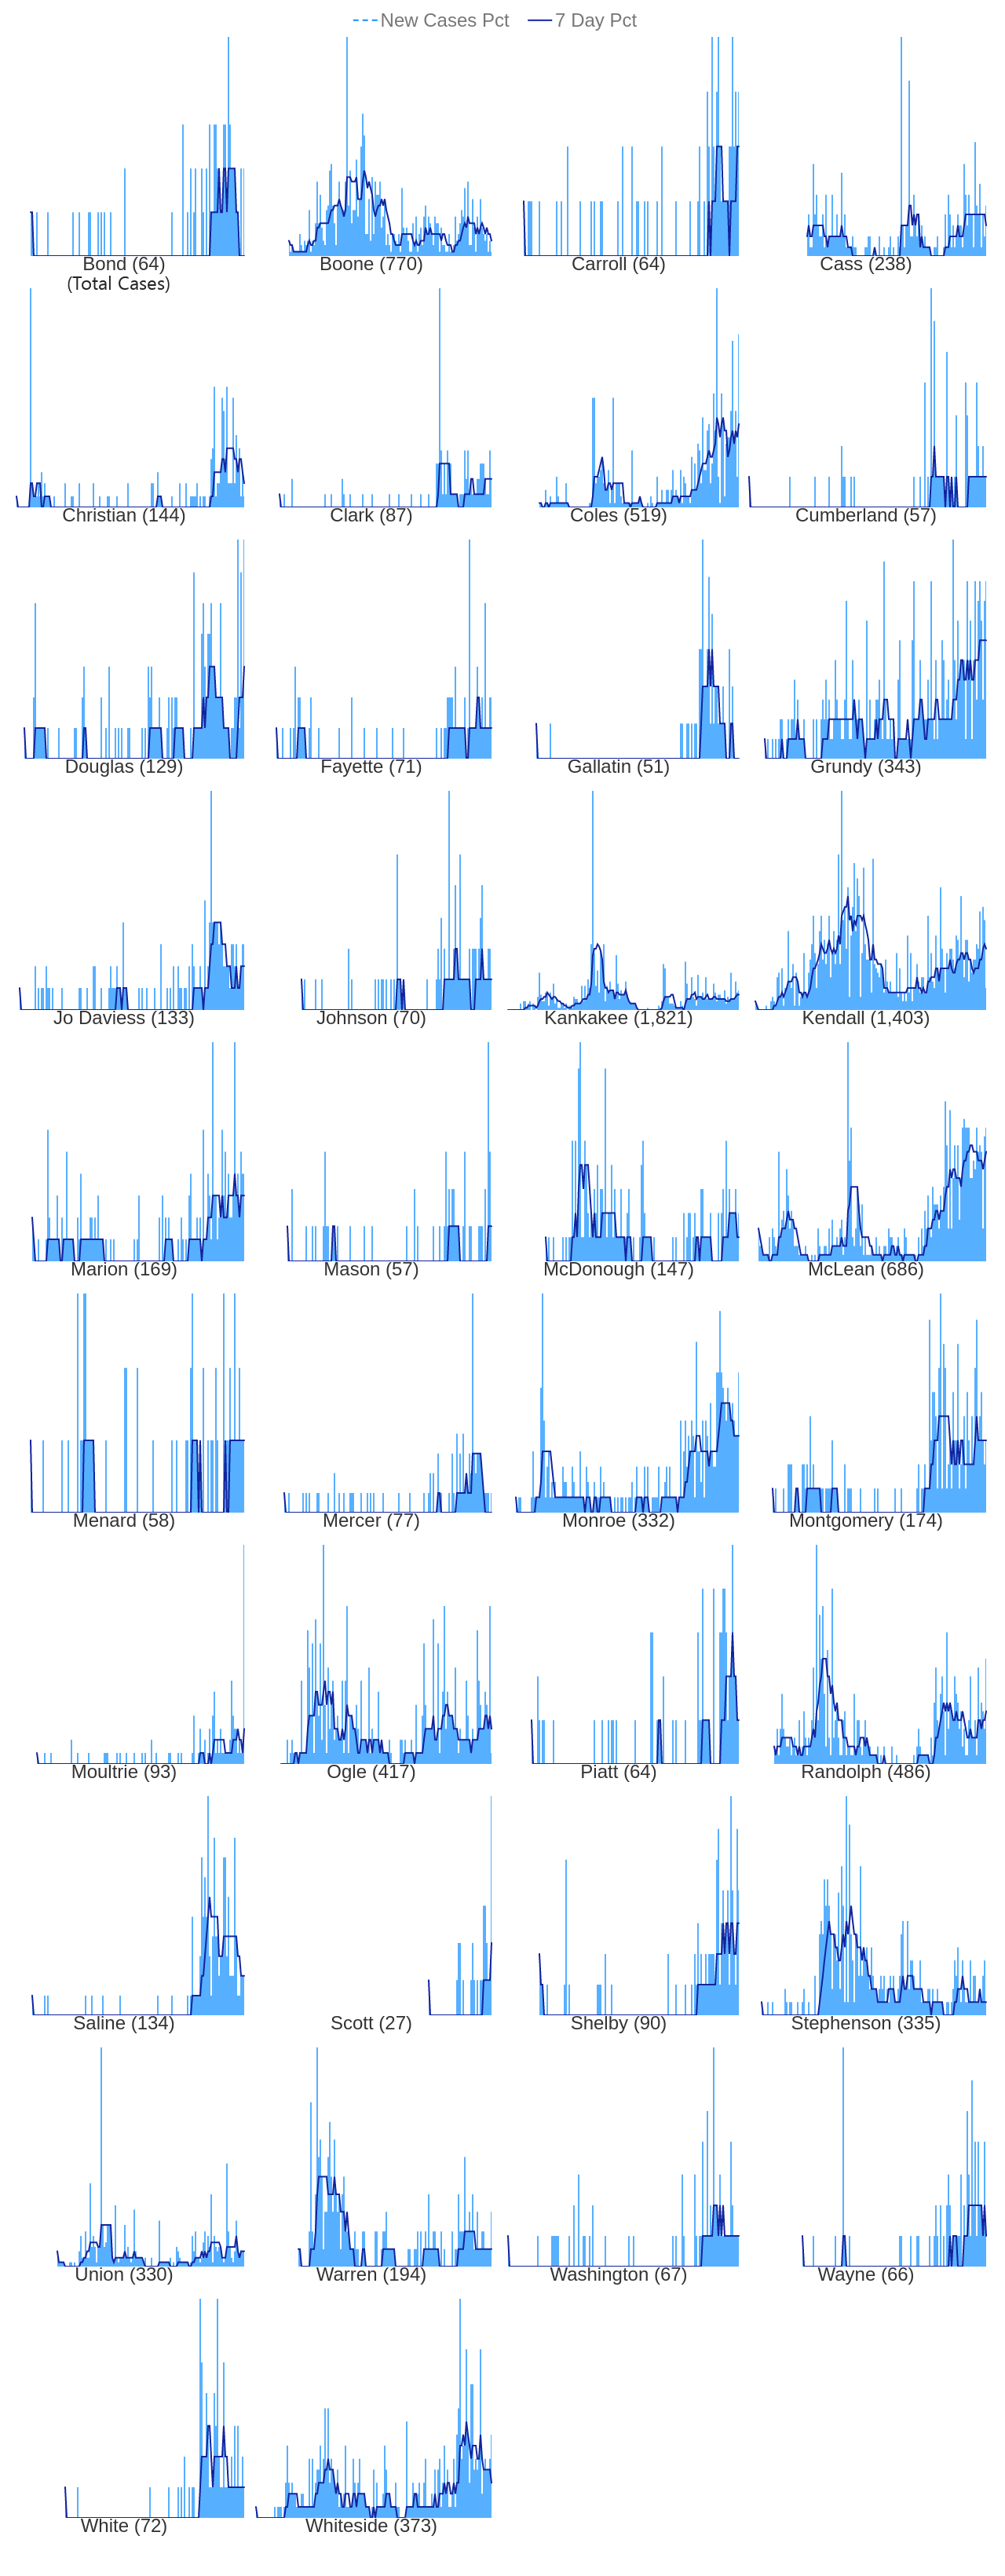 New Cases Pct 7 Day Pct
Bond (64) Boone (770) Carroll (64) Cass (238)
(Total Cases)
Christian (144) Clark (87) Coles (519) Cumberland (57)
Douglas (129) Fayette (71) Gallatin (51) Grundy (343)
Jo Daviess (133) Johnson (70) Kankakee (1,821) Kendall (1,403)
Marion (169) Mason (57) McDonough (147) McLean (686)
Menard (58) Mercer (77) Monroe (332) Montgomery (174)
Moultrie (93) Ogle (417) Piatt (64) Randolph (486)
Saline (134) Scott (27) Shelby (90) Stephenson (335)
Union (330) Warren (194) Washington (67) Wayne (66)
White (72) Whiteside (373)